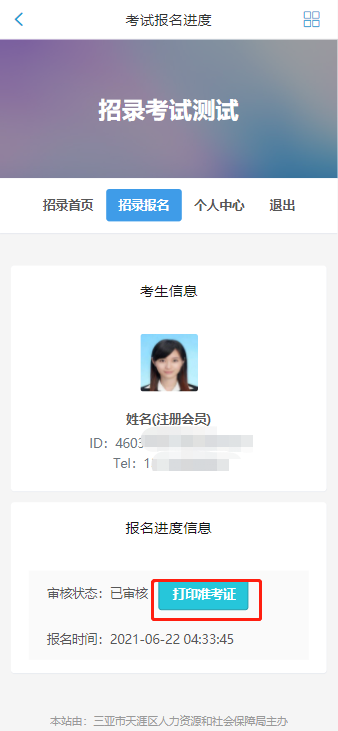 考试报名进度
招录考试测试
招录首页 招录报名 个人中心 退出
考生信息
姓名(注册会员)
ID: 4603
Tel: 1
报名进度信息
审核状态: 已审核 打印准考证
报名时间: 2021-06-22 04:33:45
本站由: 三亚市天涯区人力资源和社会保障局主办